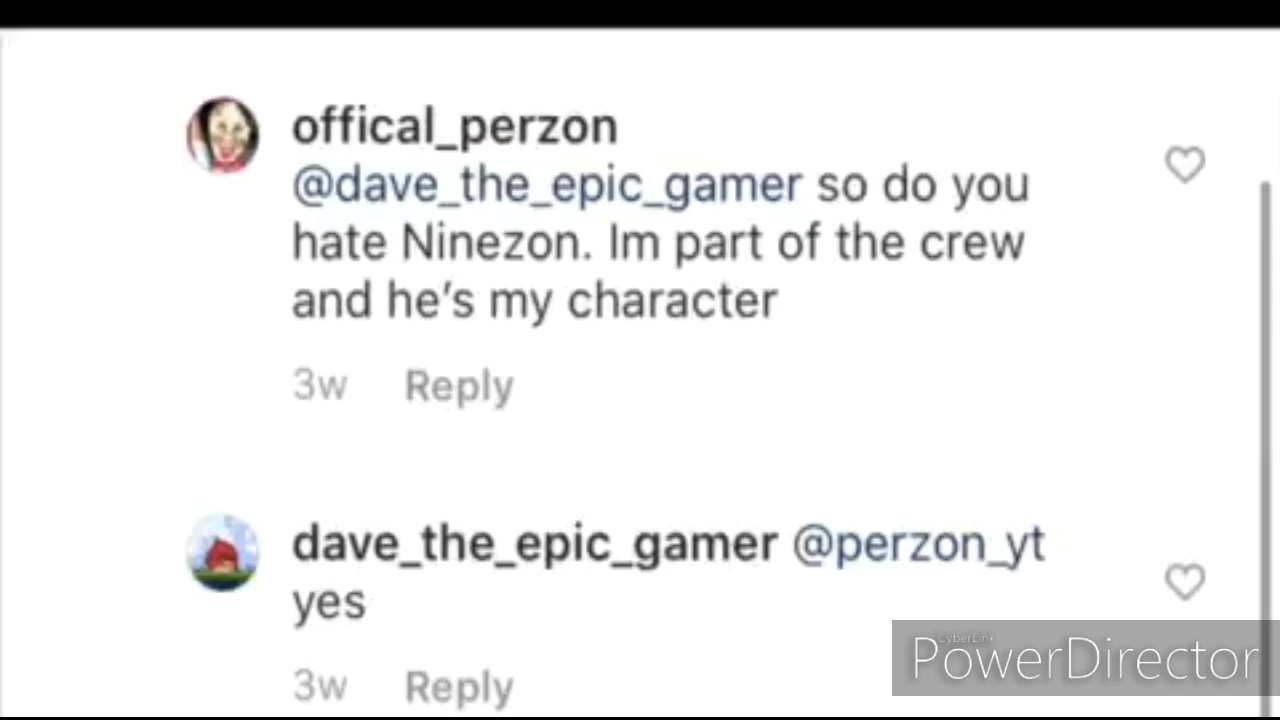 offical_perzon
@dave_the_epic_gamer so do you
hate Ninezon. Im part of the crew
and he's my character
3w Reply
dave_the_epic_gamer @perzon_yt
yes
3w Reply
CyberLink
PowerDirector